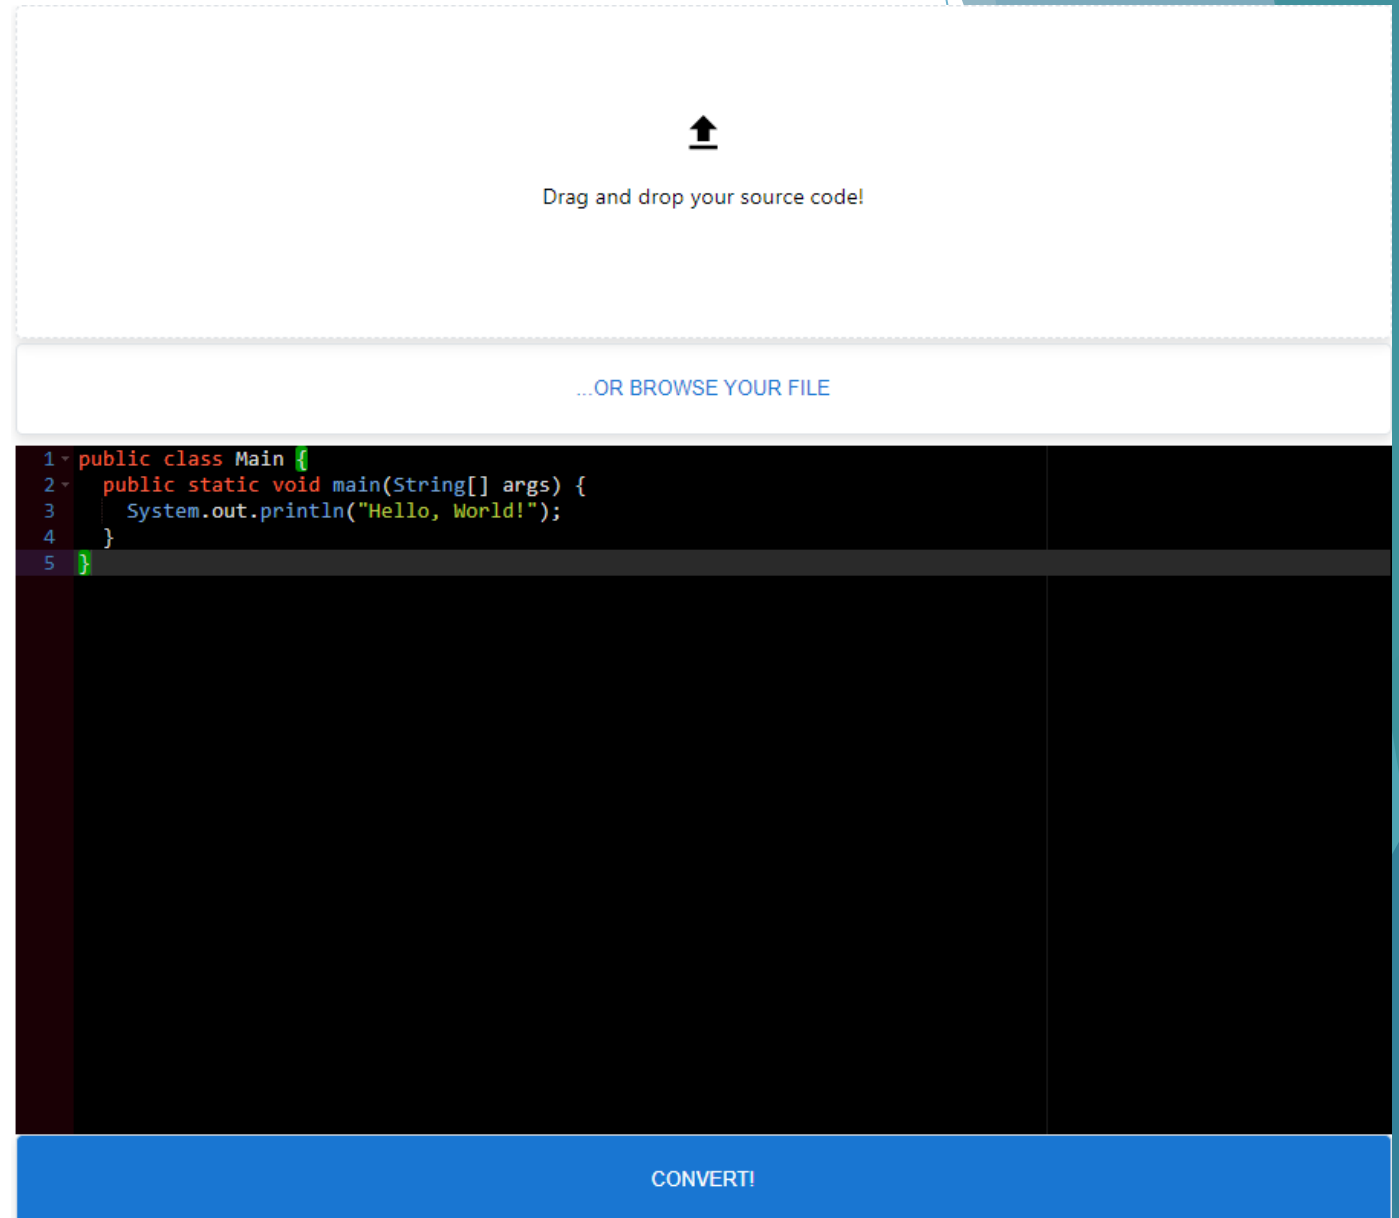 Drag and drop your source code!
...OR BROWSE YOUR FILE
1 public class Main {
2   public static void main(String[] args) {
3     System.out.println("Hello, World!");
4   }
5 }
CONVERT!